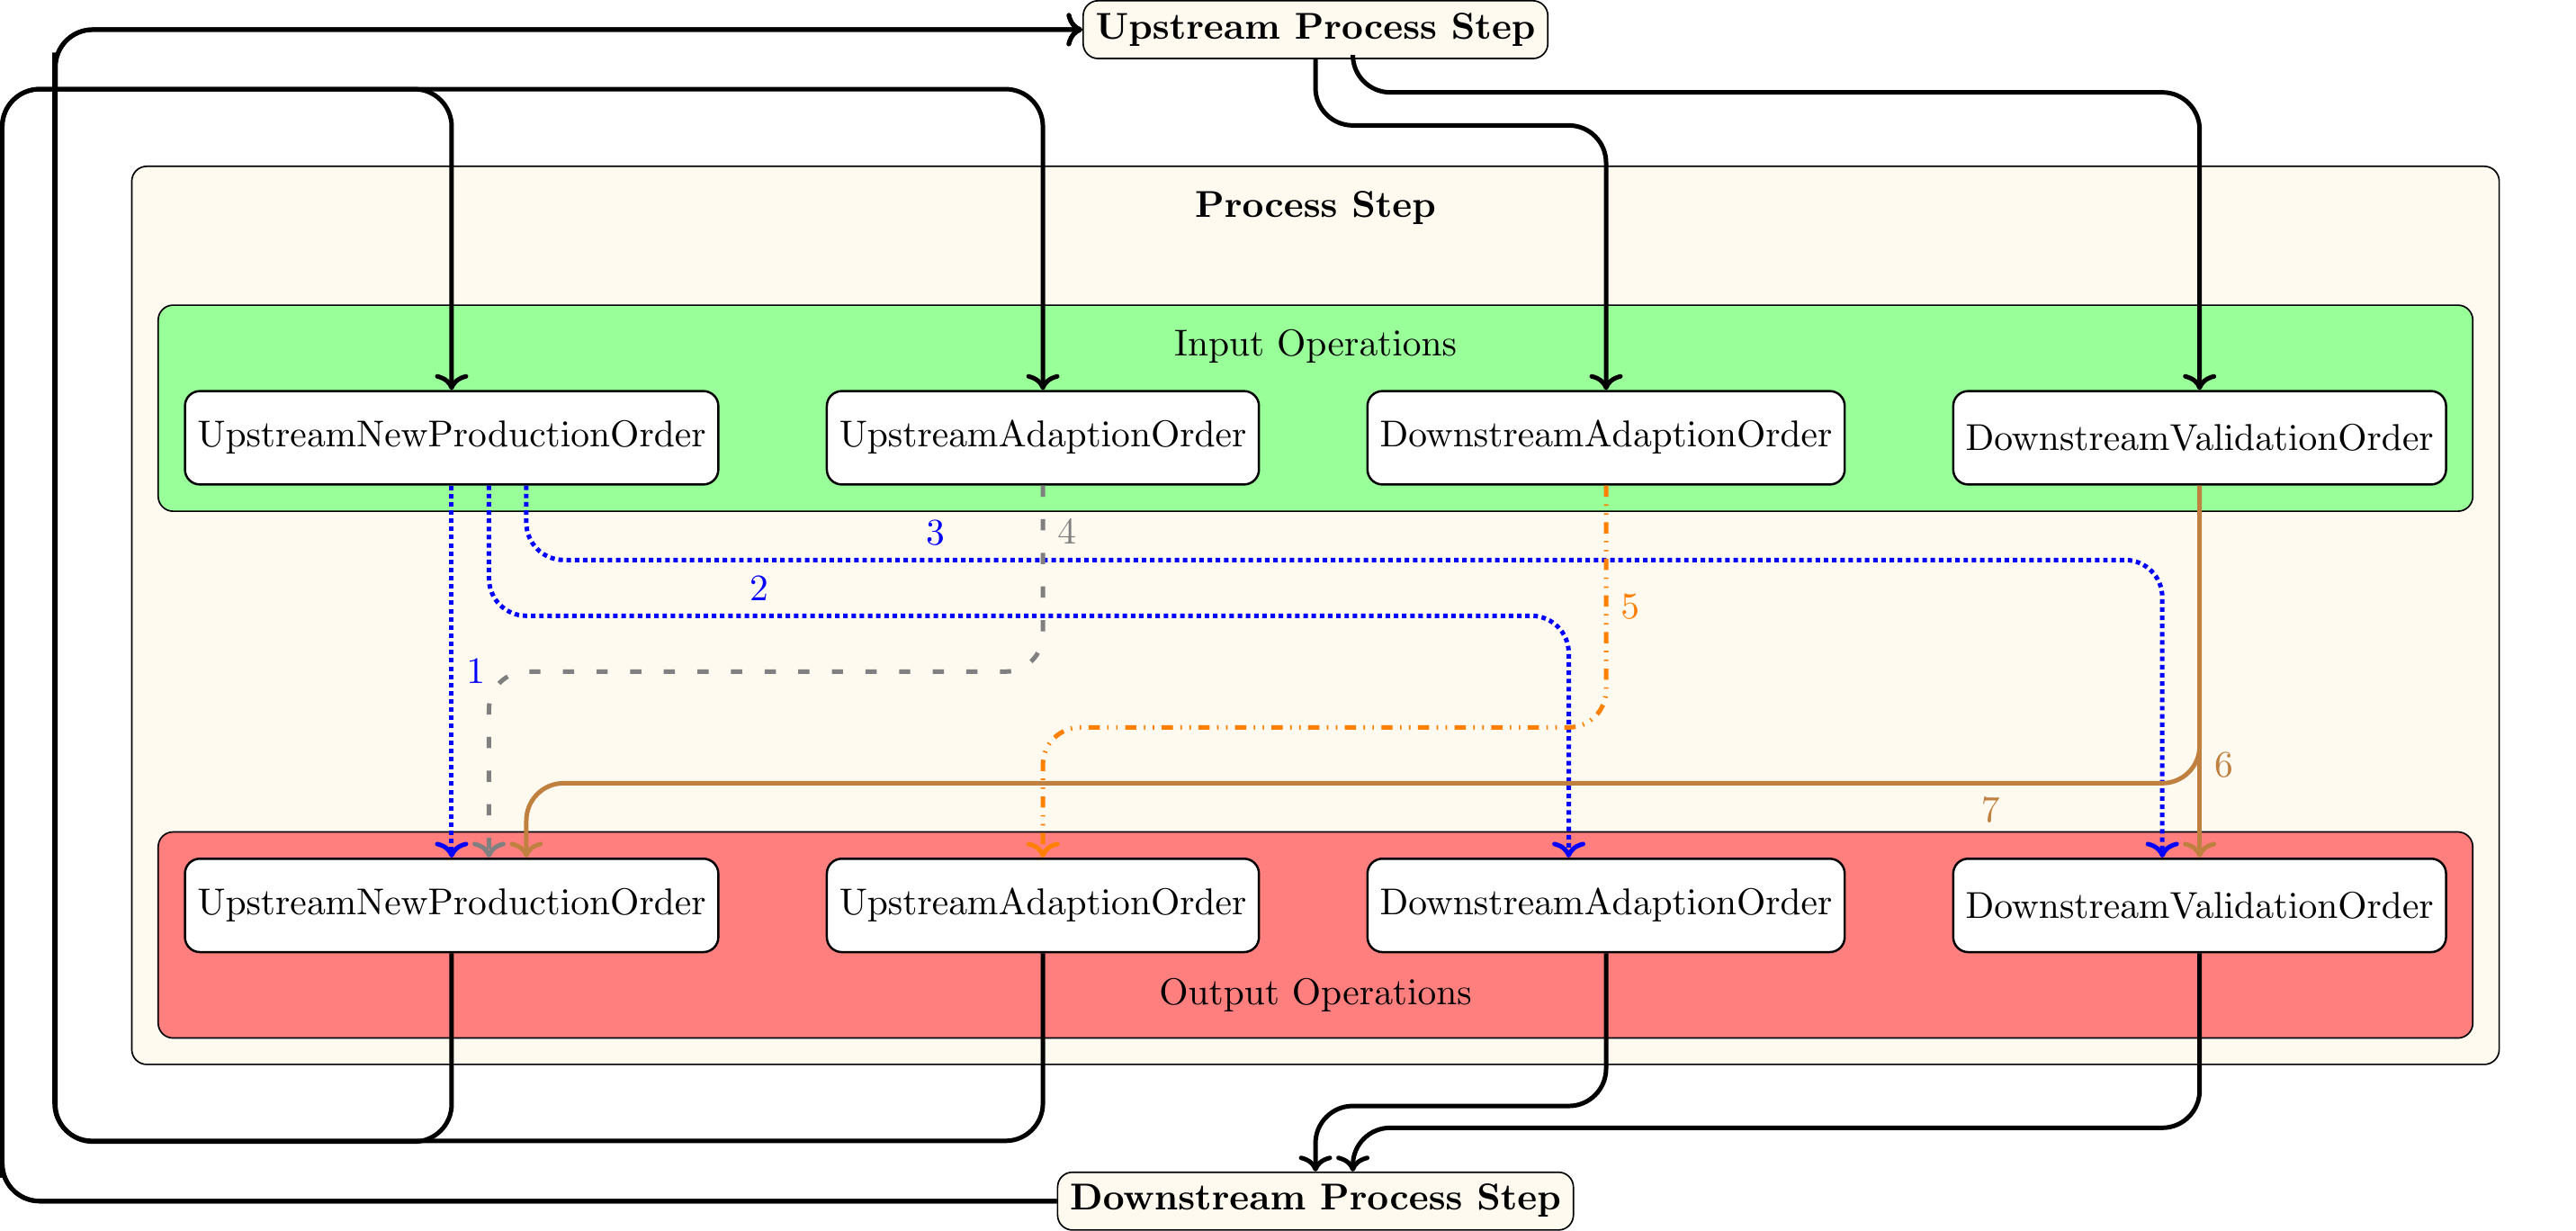 Upstream Process Step
Process Step
Input Operations
UpstreamNewProductionOrder
UpstreamAdaptionOrder
DownstreamAdaptionOrder
DownstreamValidationOrder
3
4
2
5
1
6
7
UpstreamNewProductionOrder
UpstreamAdaptionOrder
DownstreamAdaptionOrder
DownstreamValidationOrder
Output Operations
Downstream Process Step